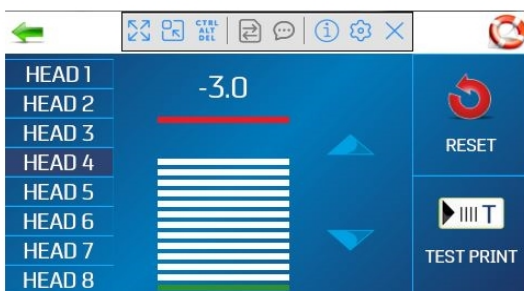 CTRL
ALT
DEL
HEAD 1
HEAD 2
HEAD 3
HEAD 4
HEAD 5
HEAD 6
HEAD 7
HEAD 8
-3.0
RESET
T
TEST PRINT